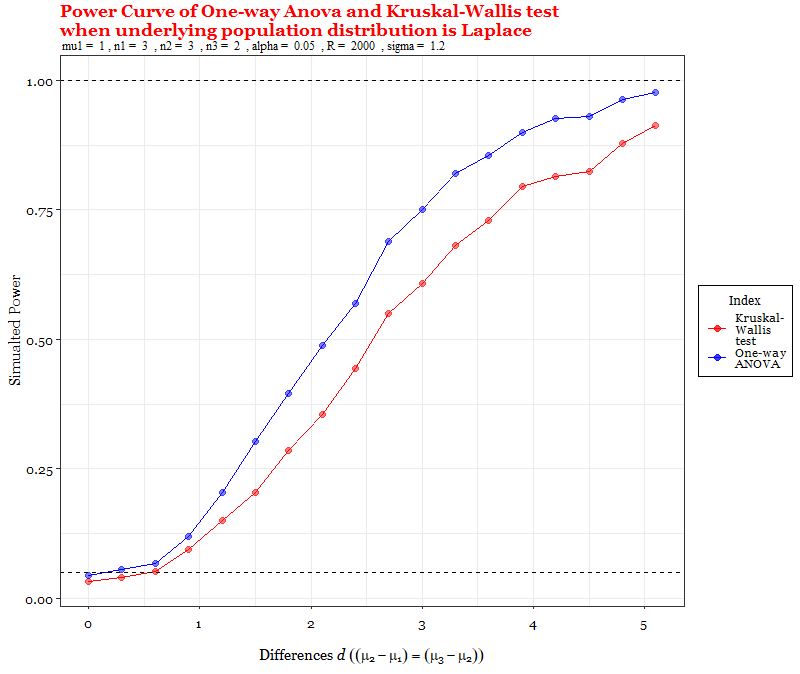 Power Curve of One-way Anova and Kruskal-Wallis test
when underlying population distribution is Laplace
mu1 = 1 , n1 = 3 , n2 = 3 , n3 = 2 , alpha = 0.05 , R = 2000 , sigma = 1.2
1.00
0.75
0.50
0.25
0.00
Simualted Power
0 1 2 3 4 5
Differences d ((μ₂ − μ₁) = (μ₃ − μ₂))
Index
Kruskal-
Wallis
test
One-way
ANOVA